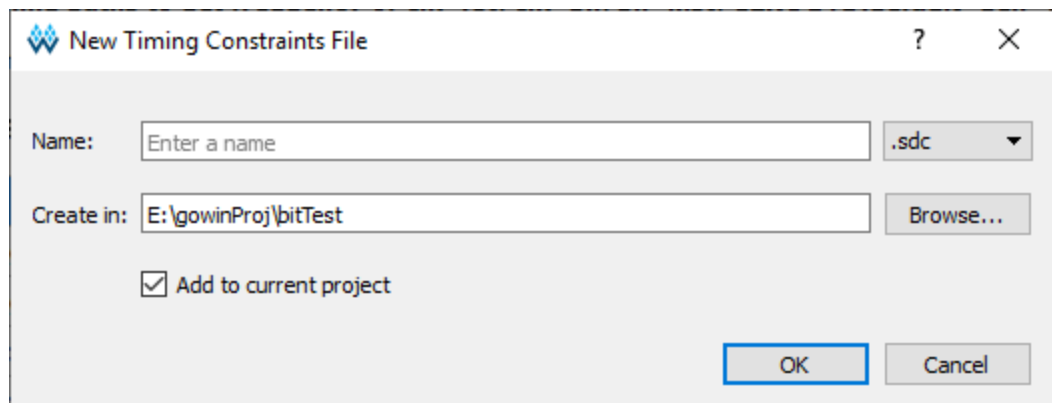 New Timing Constraints File
Name: Enter a name .sdc
Create in: E:\gowinProj\bitTest Browse...
Add to current project
OK Cancel